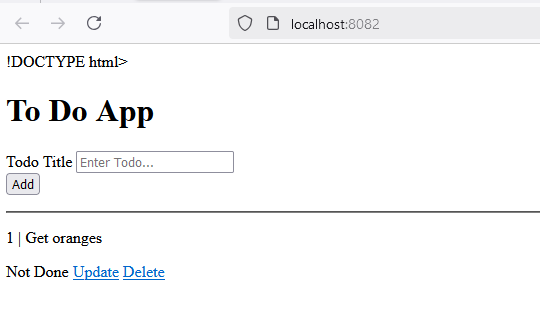 localhost:8082
!DOCTYPE html>
To Do App
Todo Title Enter Todo...
Add
1 | Get oranges
Not Done Update Delete